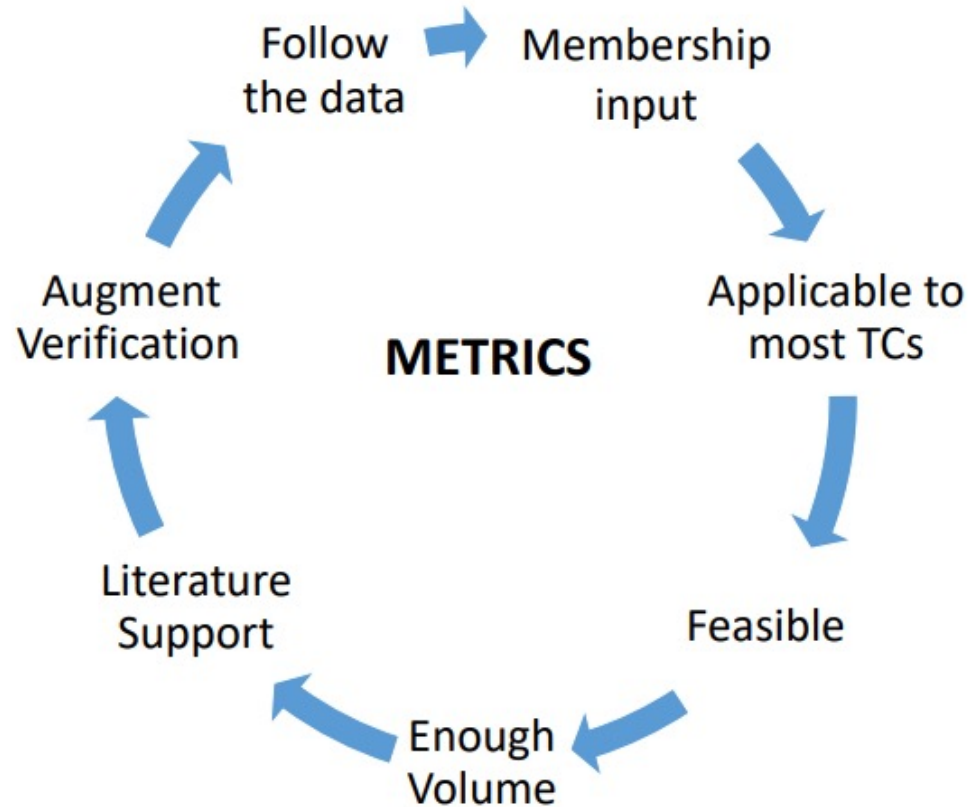 Follow
the data
Membership
input
Applicable to
most TCs
Feasible
Enough
Volume
Literature
Support
Augment
Verification
METRICS